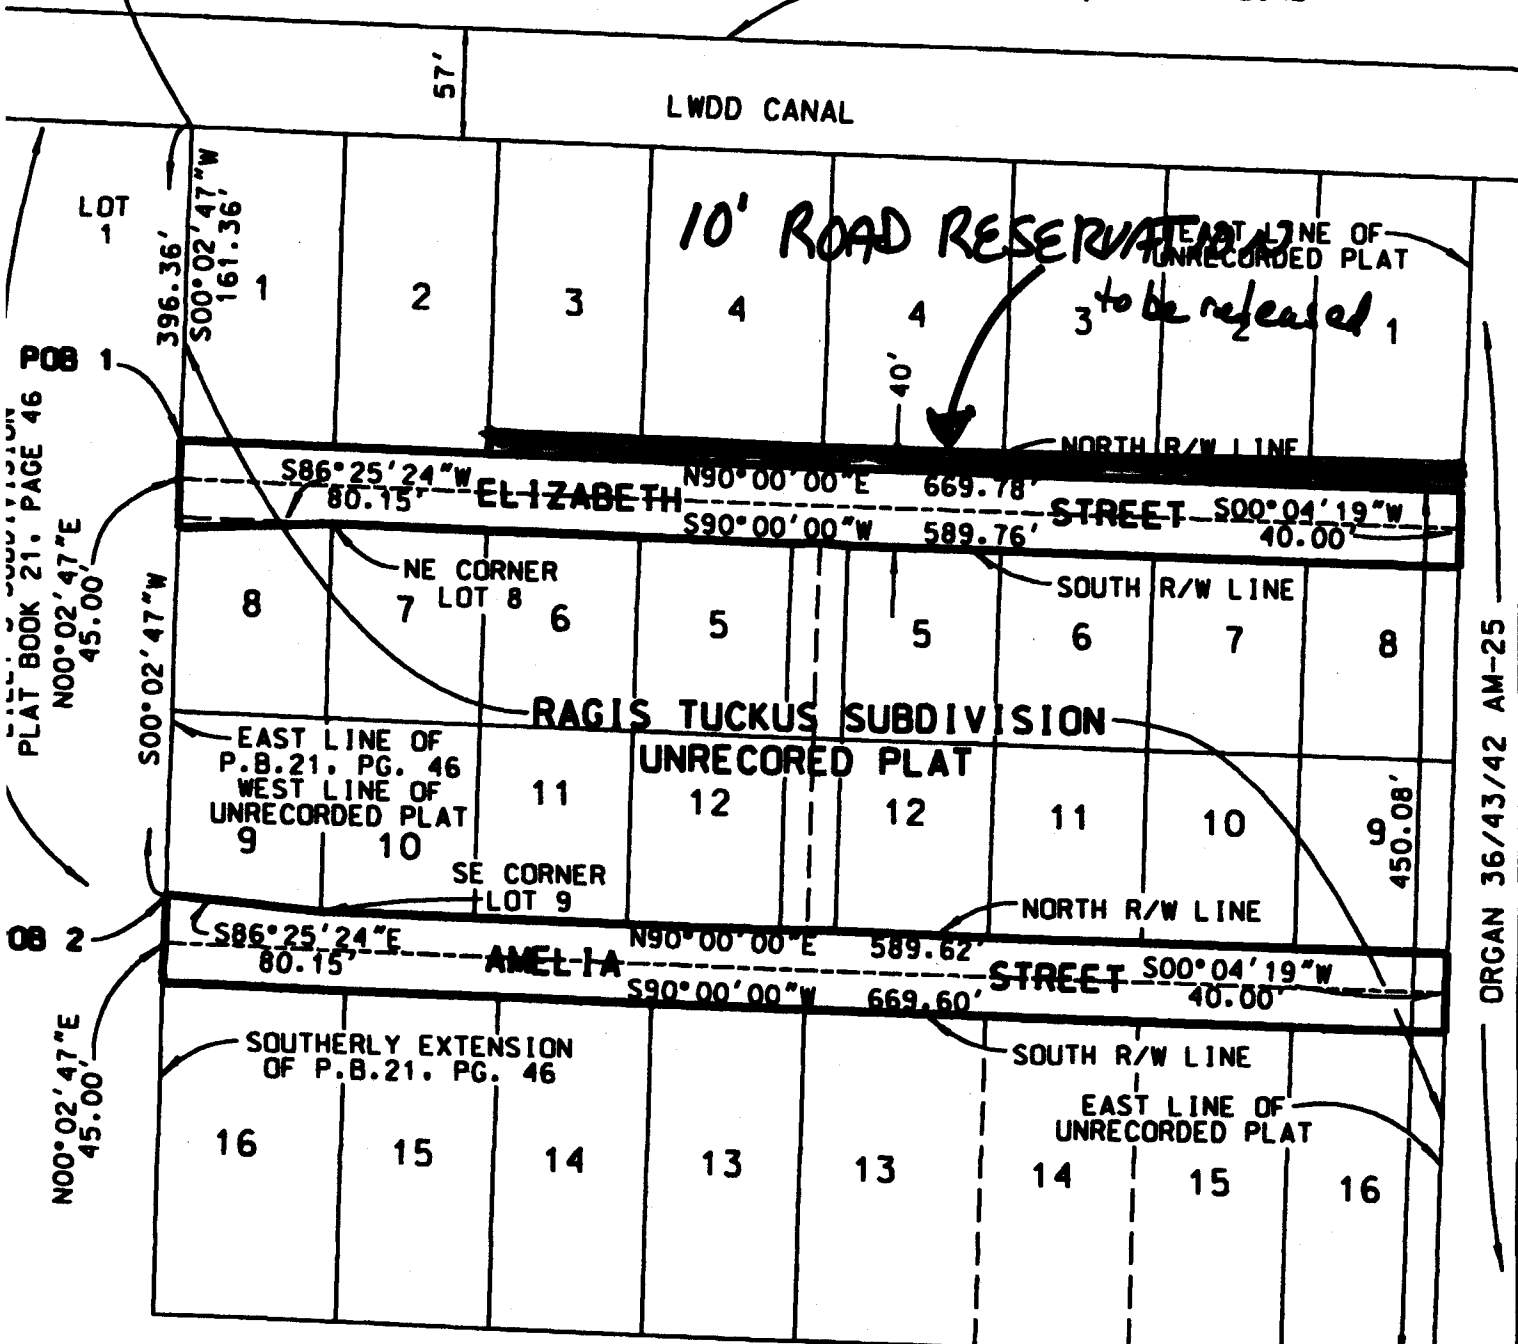 57'
LWDD CANAL
LOT
1
396.36'
S00°02'47"W
161.36'
1
2
3
4
4
3
2
1
10' ROAD RESERVATION
to be released
EAST LINE OF
UNRECORDED PLAT
POB 1
40'
NORTH R/W LINE
S86°25'24"W
80.15'
ELIZABETH
N90°00'00"E 669.78'
STREET
S00°04'19"W
40.00'
S90°00'00"W 589.76'
PLAT BOOK 21, PAGE 46
N00°02'47"E
45.00'
S00°02'47"W
NE CORNER
LOT 8
SOUTH R/W LINE
8
7
6
5
5
6
7
8
RAGIS TUCKUS SUBDIVISION
UNRECORED PLAT
EAST LINE OF
P.B.21. PG. 46
WEST LINE OF
UNRECORDED PLAT
9
10
11
12
12
11
10
9
450.08'
ORGAN 36/43/42 AM-25
SE CORNER
LOT 9
NORTH R/W LINE
OB 2
S86°25'24"E
80.15'
AMELIA
N90°00'00"E 589.62'
STREET
S00°04'19"W
40.00'
S90°00'00"W 669.60'
N00°02'47"E
45.00'
SOUTHERLY EXTENSION
OF P.B.21. PG. 46
SOUTH R/W LINE
EAST LINE OF
UNRECORDED PLAT
16
15
14
13
13
14
15
16